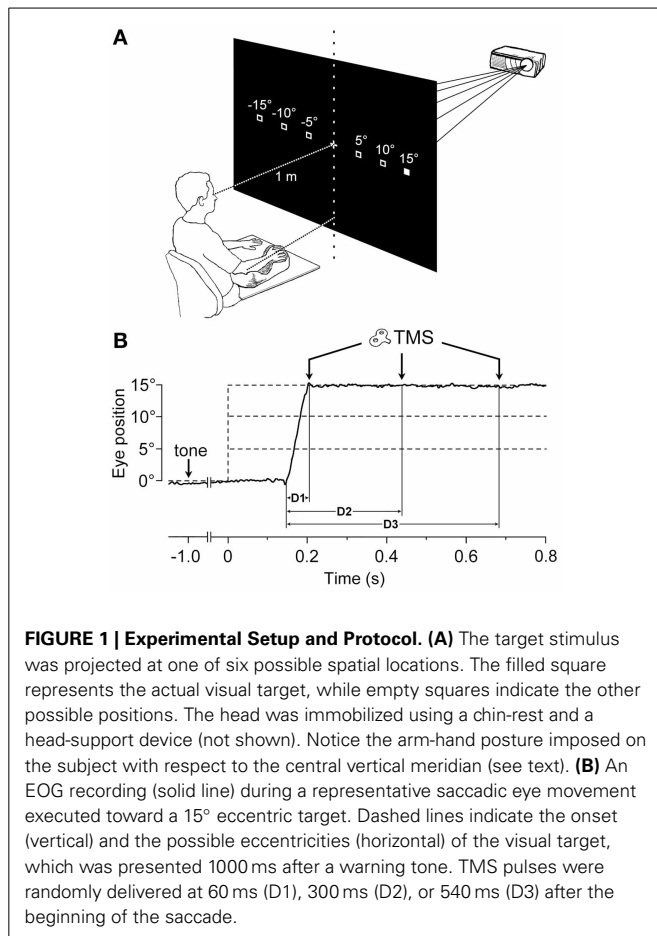 A
-15°
-10°
-5°
5°
10°
15°
1 m
B
TMS
15°
10°
5°
0°
Eye position
tone
D1
D2
D3
-1.0
0
0.2
0.4
0.6
0.8
Time (s)
FIGURE 1 | Experimental Setup and Protocol. (A) The target stimulus
was projected at one of six possible spatial locations. The filled square
represents the actual visual target, while empty squares indicate the other
possible positions. The head was immobilized using a chin-rest and a
head-support device (not shown). Notice the arm-hand posture imposed on
the subject with respect to the central vertical meridian (see text). (B) An
EOG recording (solid line) during a representative saccadic eye movement
executed toward a 15° eccentric target. Dashed lines indicate the onset
(vertical) and the possible eccentricities (horizontal) of the visual target,
which was presented 1000 ms after a warning tone. TMS pulses were
randomly delivered at 60 ms (D1), 300 ms (D2), or 540 ms (D3) after the
beginning of the saccade.